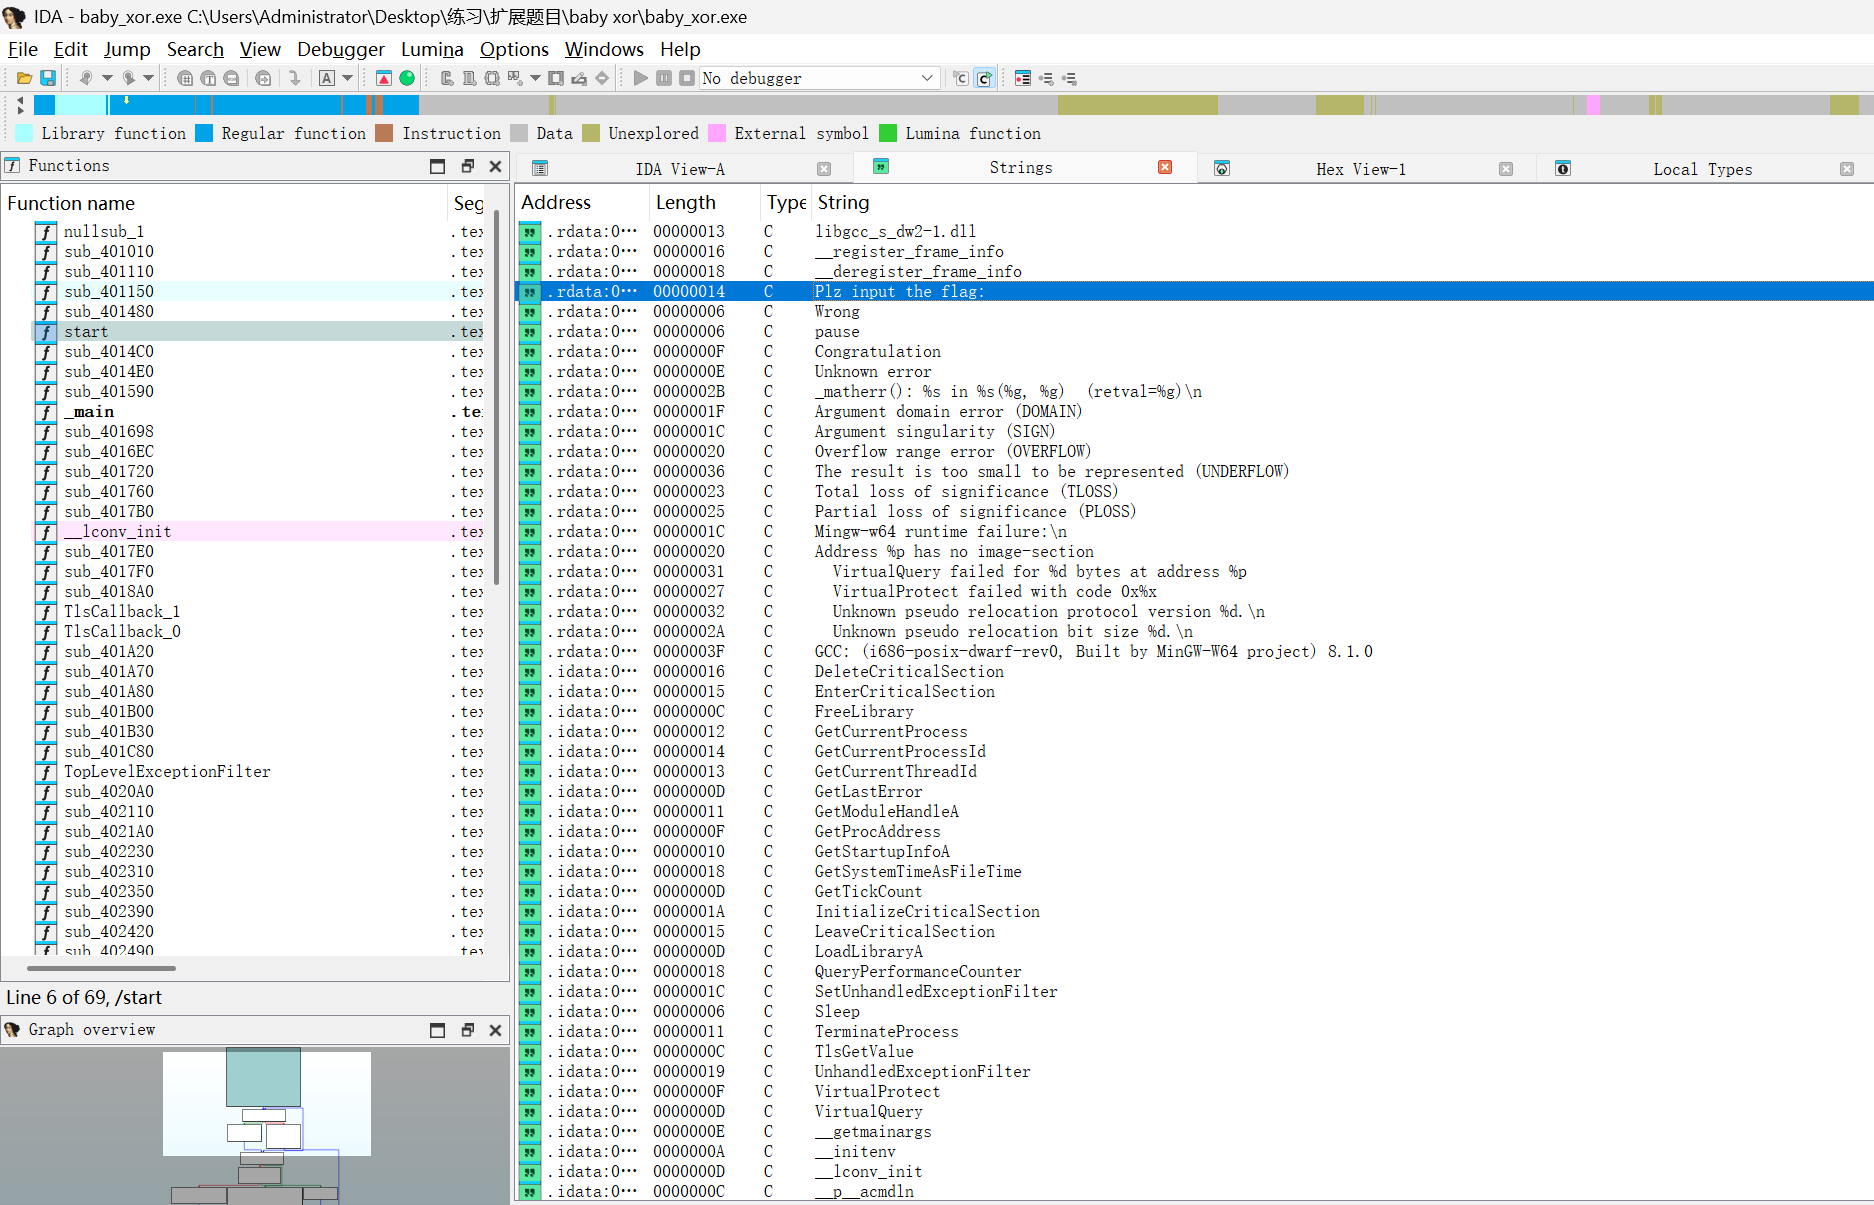 IDA - baby_xor.exe C:\Users\Administrator\Desktop\练习\扩展题目\baby xor\baby_xor.exe
File Edit Jump Search View Debugger Lumina Options Windows Help
No debugger
Library function Regular function Instruction Data Unexplored External symbol Lumina function
Functions
Function name Seg
nullsub_1 .tex
sub_401010 .tex
sub_401110 .tex
sub_401150 .tex
sub_401480 .tex
start .tex
sub_4014C0 .tex
sub_4014E0 .tex
sub_401590 .tex
_main .te
sub_401698 .tex
sub_4016EC .tex
sub_401720 .tex
sub_401760 .tex
sub_4017B0 .tex
__lconv_init .tex
sub_4017E0 .tex
sub_4017F0 .tex
sub_4018A0 .tex
TlsCallback_1 .tex
TlsCallback_0 .tex
sub_401A20 .tex
sub_401A70 .tex
sub_401A80 .tex
sub_401B00 .tex
sub_401B30 .tex
sub_401C80 .tex
TopLevelExceptionFilter .tex
sub_4020A0 .tex
sub_402110 .tex
sub_4021A0 .tex
sub_402230 .tex
sub_402310 .tex
sub_402350 .tex
sub_402390 .tex
sub_402420 .tex
sub_402490 .tex
Line 6 of 69, /start
Graph overview
IDA View-A Strings Hex View-1 Local Types
Address Length Type String
.rdata:0… 00000013 C libgcc_s_dw2-1.dll
.rdata:0… 00000016 C __register_frame_info
.rdata:0… 00000018 C __deregister_frame_info
.rdata:0… 00000014 C Plz input the flag:
.rdata:0… 00000006 C Wrong
.rdata:0… 00000006 C pause
.rdata:0… 0000000F C Congratulation
.rdata:0… 0000000E C Unknown error
.rdata:0… 0000002B C _matherr(): %s in %s(%g, %g)  (retval=%g)\n
.rdata:0… 0000001F C Argument domain error (DOMAIN)
.rdata:0… 0000001C C Argument singularity (SIGN)
.rdata:0… 00000020 C Overflow range error (OVERFLOW)
.rdata:0… 00000036 C The result is too small to be represented (UNDERFLOW)
.rdata:0… 00000023 C Total loss of significance (TLOSS)
.rdata:0… 00000025 C Partial loss of significance (PLOSS)
.rdata:0… 0000001C C Mingw-w64 runtime failure:\n
.rdata:0… 00000020 C Address %p has no image-section
.rdata:0… 00000031 C   VirtualQuery failed for %d bytes at address %p
.rdata:0… 00000027 C   VirtualProtect failed with code 0x%x
.rdata:0… 00000032 C   Unknown pseudo relocation protocol version %d.\n
.rdata:0… 0000002A C   Unknown pseudo relocation bit size %d.\n
.rdata:0… 0000003F C GCC: (i686-posix-dwarf-rev0, Built by MinGW-W64 project) 8.1.0
.idata:0… 00000016 C DeleteCriticalSection
.idata:0… 00000015 C EnterCriticalSection
.idata:0… 0000000C C FreeLibrary
.idata:0… 00000012 C GetCurrentProcess
.idata:0… 00000014 C GetCurrentProcessId
.idata:0… 00000013 C GetCurrentThreadId
.idata:0… 0000000D C GetLastError
.idata:0… 00000011 C GetModuleHandleA
.idata:0… 0000000F C GetProcAddress
.idata:0… 00000010 C GetStartupInfoA
.idata:0… 00000018 C GetSystemTimeAsFileTime
.idata:0… 0000000D C GetTickCount
.idata:0… 0000001A C InitializeCriticalSection
.idata:0… 00000015 C LeaveCriticalSection
.idata:0… 0000000D C LoadLibraryA
.idata:0… 00000018 C QueryPerformanceCounter
.idata:0… 0000001C C SetUnhandledExceptionFilter
.idata:0… 00000006 C Sleep
.idata:0… 00000011 C TerminateProcess
.idata:0… 0000000C C TlsGetValue
.idata:0… 00000019 C UnhandledExceptionFilter
.idata:0… 0000000F C VirtualProtect
.idata:0… 0000000D C VirtualQuery
.idata:0… 0000000E C __getmainargs
.idata:0… 0000000A C __initenv
.idata:0… 0000000D C __lconv_init
.idata:0… 0000000C C __p__acmdln